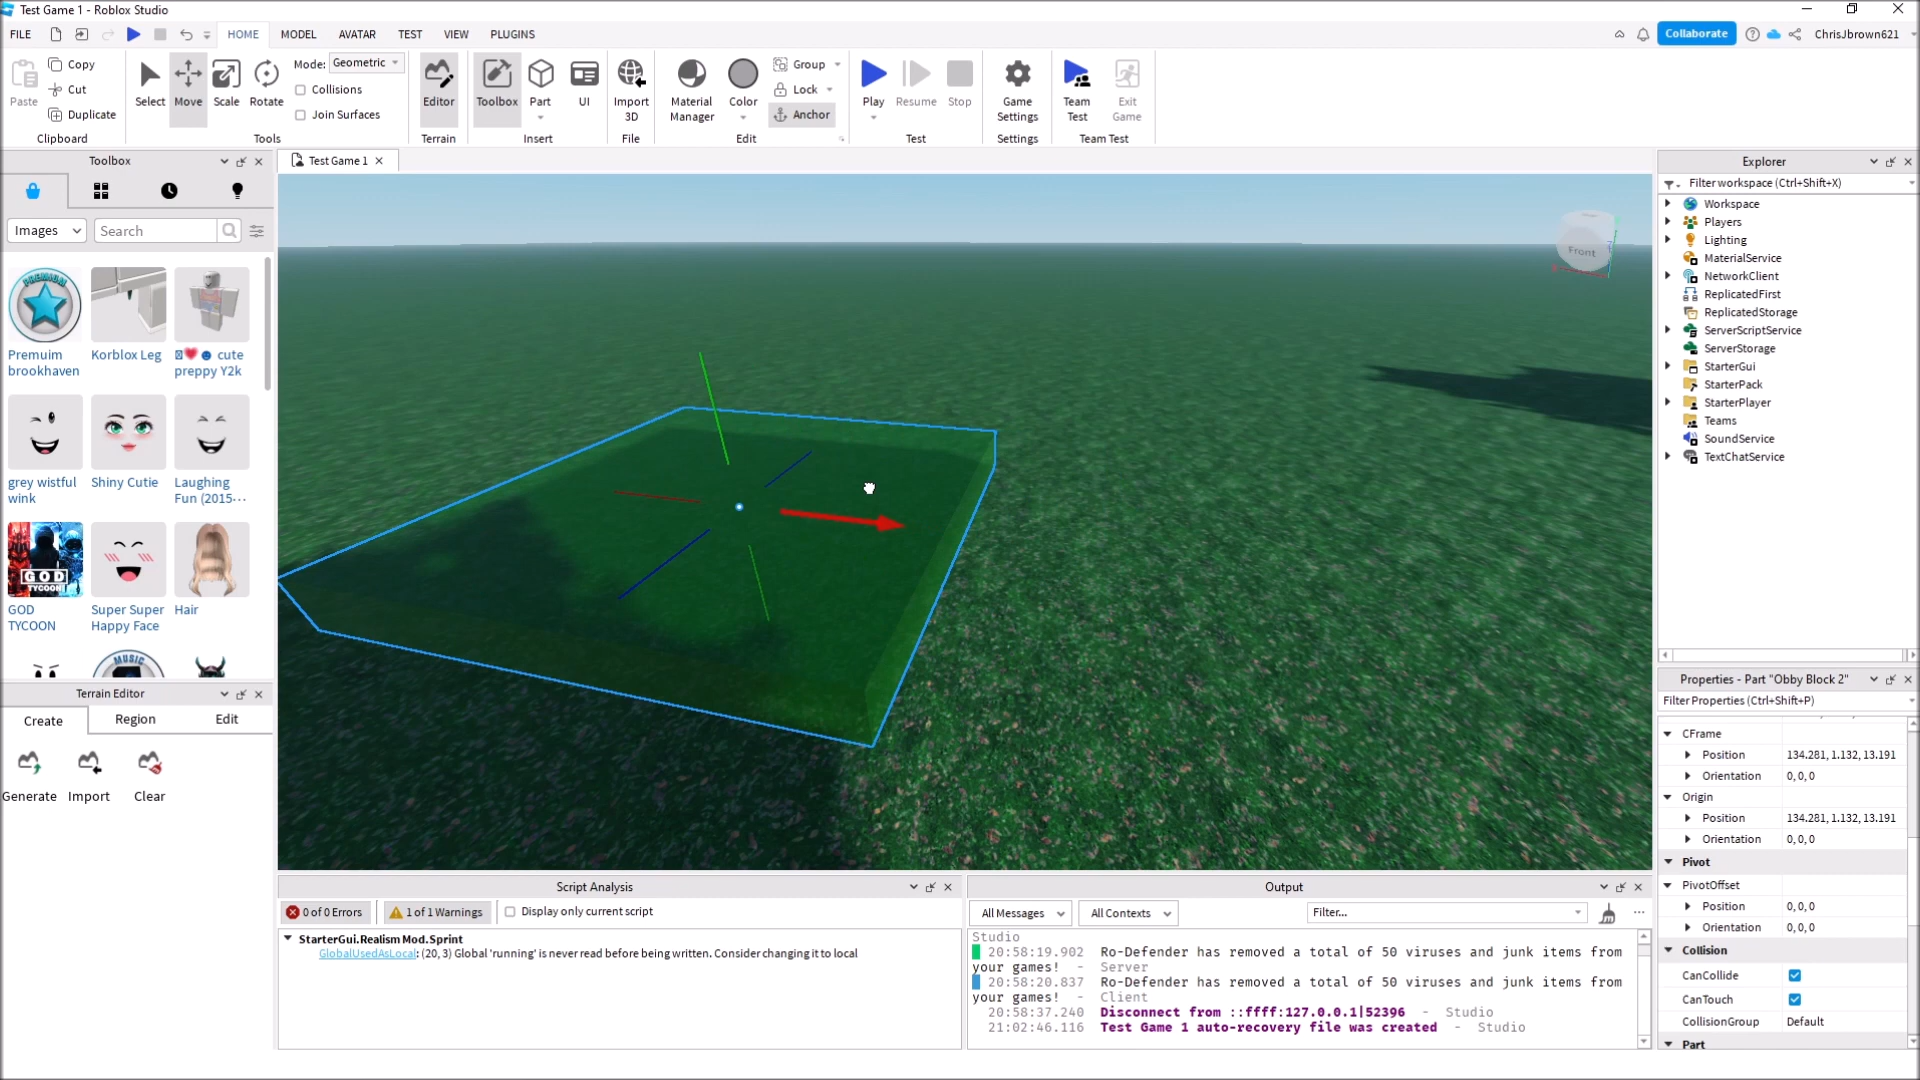 Test Game 1 - Roblox Studio
FILE
HOME
MODEL
AVATAR
TEST
VIEW
PLUGINS
Collaborate
ChrisJbrown621
Paste
Copy
Cut
Duplicate
Clipboard
Select
Move
Scale
Rotate
Mode: Geometric
Collisions
Join Surfaces
Tools
Editor
Terrain
Toolbox
Part
UI
Insert
Import
3D
File
Material
Manager
Color
Group
Lock
Anchor
Edit
Play
Resume
Stop
Test
Game
Settings
Settings
Team
Test
Exit
Game
Team Test
Toolbox
Images
Search
PREMIUM
Premuim
brookhaven
Korblox Leg
cute
preppy Y2k
grey wistful
wink
Shiny Cutie
Laughing
Fun (2015-···
GOD
TYCOON
GOD
TYCOON
Super Super
Happy Face
Hair
MUSIC
Terrain Editor
Create
Region
Edit
Generate
Import
Clear
Test Game 1
Front
Script Analysis
0 of 0 Errors
1 of 1 Warnings
Display only current script
StarterGui.Realism Mod.Sprint
GlobalUsedAsLocal: (20, 3) Global 'running' is never read before being written. Consider changing it to local
Output
All Messages
All Contexts
Filter...
Studio
20:58:19.902 Ro-Defender has removed a total of 50 viruses and junk items from
your games! - Server
20:58:20.837 Ro-Defender has removed a total of 50 viruses and junk items from
your games! - Client
20:58:37.240 Disconnect from ::ffff:127.0.0.1|52396 - Studio
21:02:46.116 Test Game 1 auto-recovery file was created - Studio
Explorer
Filter workspace (Ctrl+Shift+X)
Workspace
Players
Lighting
MaterialService
NetworkClient
ReplicatedFirst
ReplicatedStorage
ServerScriptService
ServerStorage
StarterGui
StarterPack
StarterPlayer
Teams
SoundService
TextChatService
Properties - Part "Obby Block 2"
Filter Properties (Ctrl+Shift+P)
CFrame
Position 134.281, 1.132, 13.191
Orientation 0, 0, 0
Origin
Position 134.281, 1.132, 13.191
Orientation 0, 0, 0
Pivot
PivotOffset
Position 0, 0, 0
Orientation 0, 0, 0
Collision
CanCollide
CanTouch
CollisionGroup Default
Part